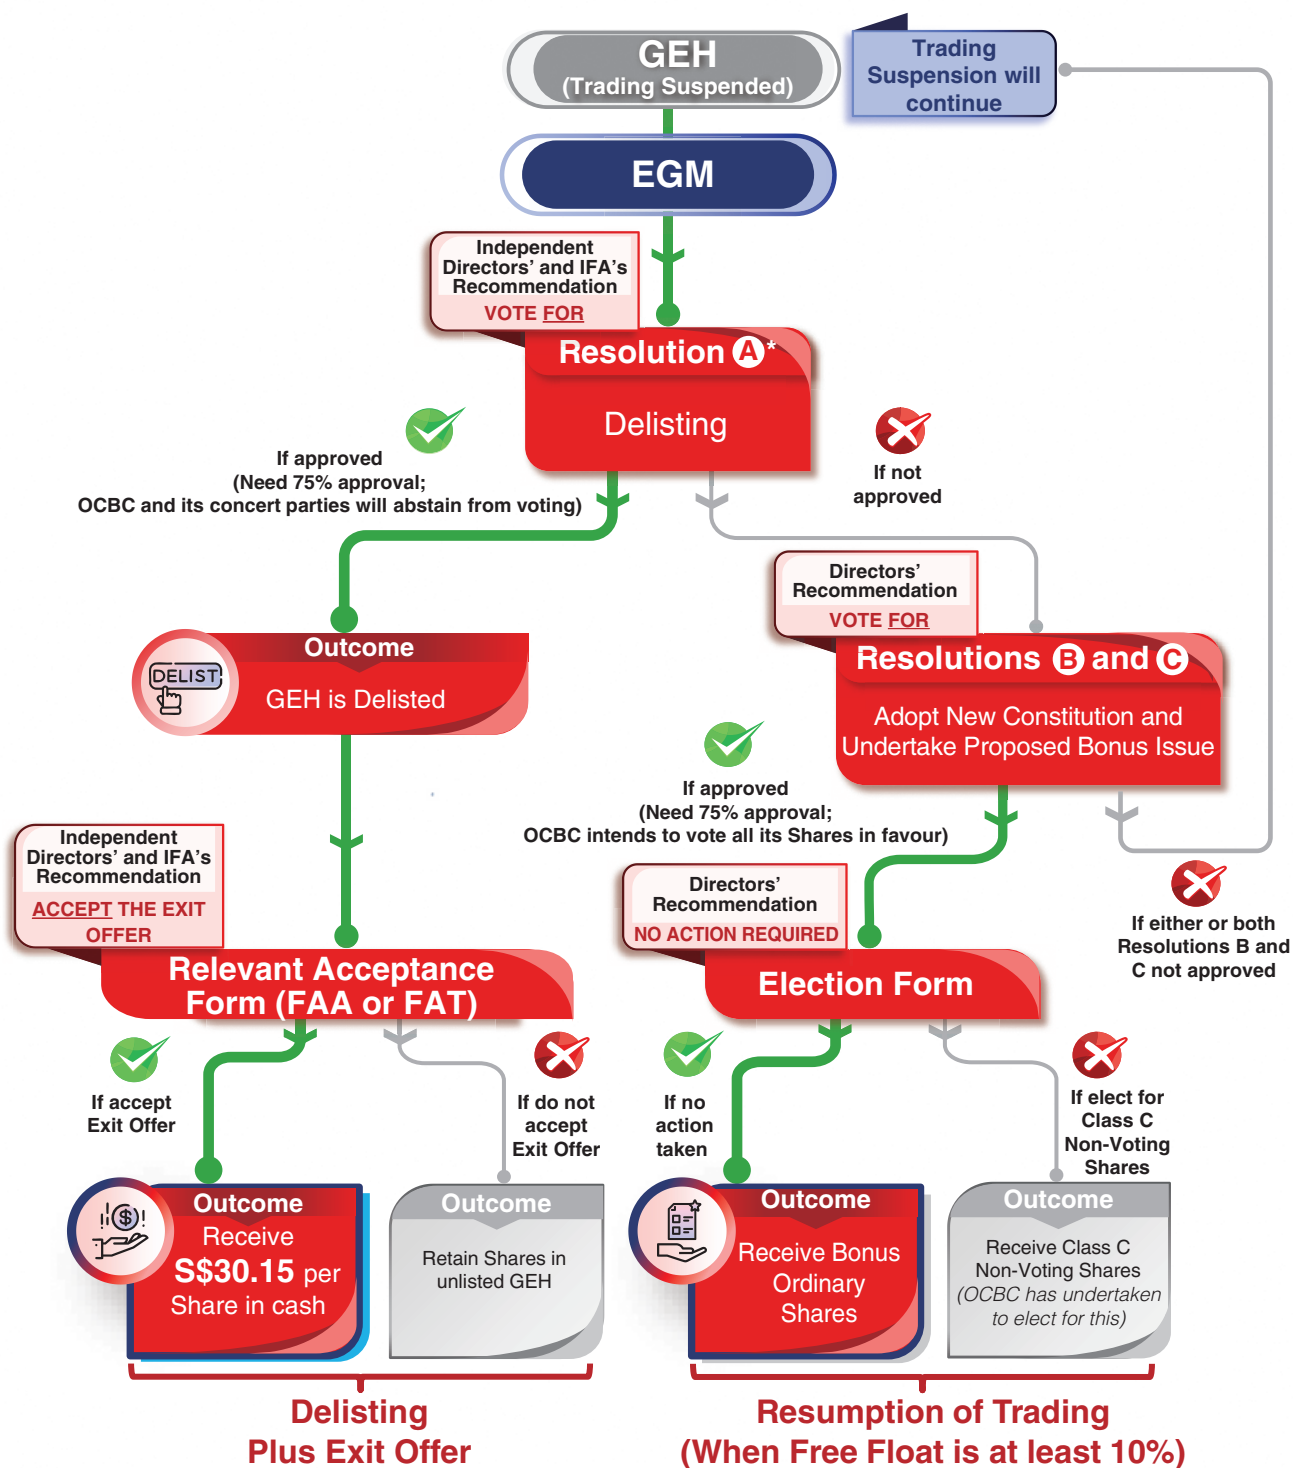 GEH
(Trading Suspended)
Trading
Suspension will
continue
EGM
Independent
Directors' and IFA's
Recommendation
VOTE FOR
Resolution A*
Delisting
If approved
(Need 75% approval;
OCBC and its concert parties will abstain from voting)
If not
approved
Directors'
Recommendation
VOTE FOR
Resolutions B and C
Adopt New Constitution and
Undertake Proposed Bonus Issue
Outcome
DELIST
GEH is Delisted
If approved
(Need 75% approval;
OCBC intends to vote all its Shares in favour)
If either or both
Resolutions B and
C not approved
Independent
Directors' and IFA's
Recommendation
ACCEPT THE EXIT
OFFER
Relevant Acceptance
Form (FAA or FAT)
Directors'
Recommendation
NO ACTION REQUIRED
Election Form
If accept
Exit Offer
If do not
accept
Exit Offer
If no
action
taken
If elect for
Class C
Non-Voting
Shares
Outcome
Receive
S$30.15 per
Share in cash
Outcome
Retain Shares in
unlisted GEH
Outcome
Receive Bonus
Ordinary
Shares
Outcome
Receive Class C
Non-Voting Shares
(OCBC has undertaken
to elect for this)
Delisting
Plus Exit Offer
Resumption of Trading
(When Free Float is at least 10%)